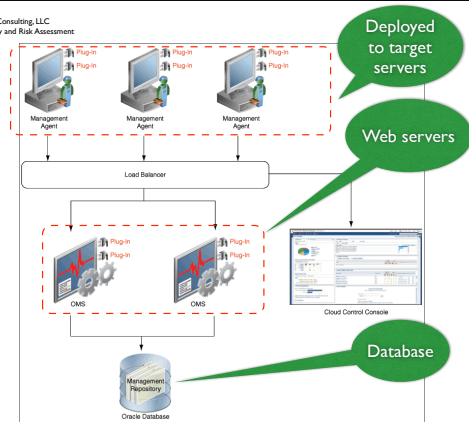 Consulting, LLC
y and Risk Assessment
Deployed
to target
servers
Plug-In
Plug-In
Plug-In
Plug-In
Plug-In
Plug-In
Management
Agent
Management
Agent
Management
Agent
Web servers
Load Balancer
Plug-In
Plug-In
Plug-In
Plug-In
OMS
OMS
Cloud Control Console
Database
Management
Repository
Oracle Database